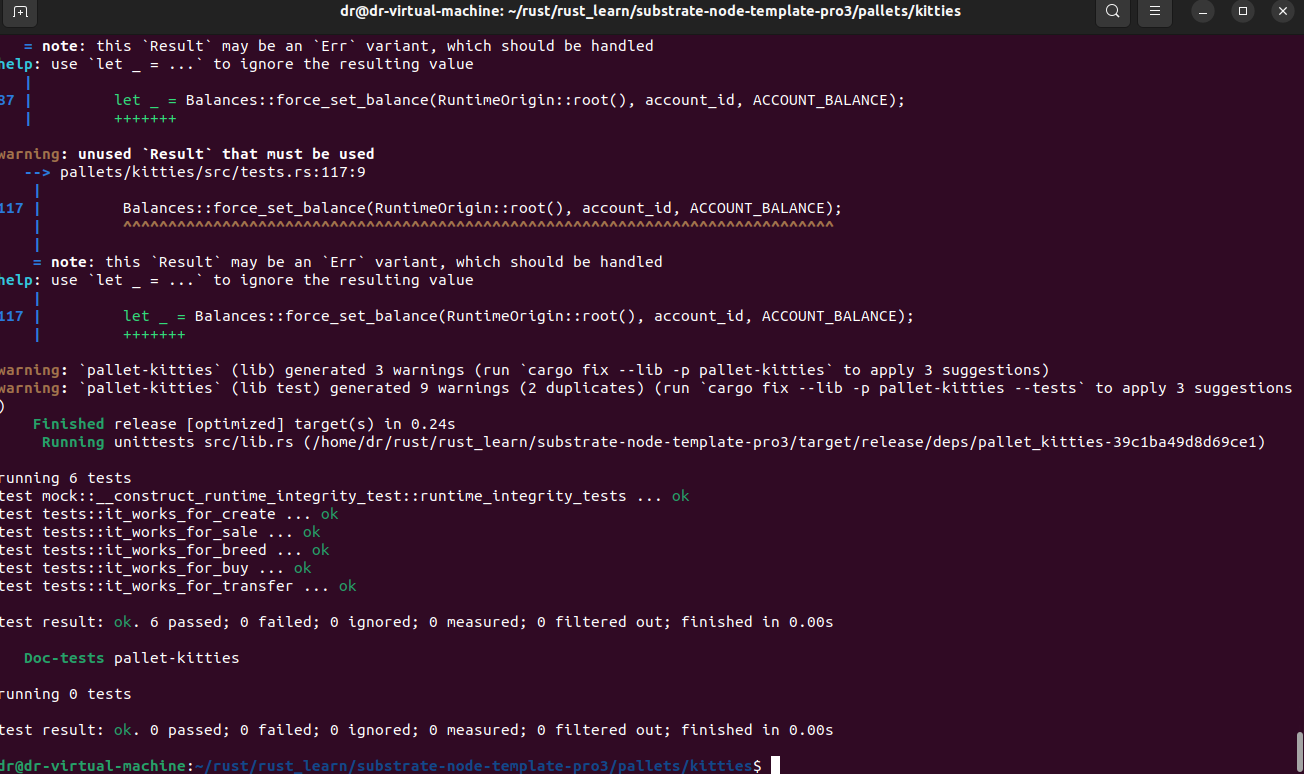 dr@dr-virtual-machine: ~/rust/rust_learn/substrate-node-template-pro3/pallets/kitties
= note: this `Result` may be an `Err` variant, which should be handled
help: use `let _ = ...` to ignore the resulting value
|
87 | let _ = Balances::force_set_balance(RuntimeOrigin::root(), account_id, ACCOUNT_BALANCE);
| +++++++
warning: unused `Result` that must be used
--> pallets/kitties/src/tests.rs:117:9
|
117 | Balances::force_set_balance(RuntimeOrigin::root(), account_id, ACCOUNT_BALANCE);
| ^^^^^^^^^^^^^^^^^^^^^^^^^^^^^^^^^^^^^^^^^^^^^^^^^^^^^^^^^^^^^^^^^^^^^^^^^^^^^^^
|
= note: this `Result` may be an `Err` variant, which should be handled
help: use `let _ = ...` to ignore the resulting value
|
117 | let _ = Balances::force_set_balance(RuntimeOrigin::root(), account_id, ACCOUNT_BALANCE);
| +++++++
warning: `pallet-kitties` (lib) generated 3 warnings (run `cargo fix --lib -p pallet-kitties` to apply 3 suggestions)
warning: `pallet-kitties` (lib test) generated 9 warnings (2 duplicates) (run `cargo fix --lib -p pallet-kitties --tests` to apply 3 suggestions
)
Finished release [optimized] target(s) in 0.24s
Running unittests src/lib.rs (/home/dr/rust/rust_learn/substrate-node-template-pro3/target/release/deps/pallet_kitties-39c1ba49d8d69ce1)
running 6 tests
test mock::__construct_runtime_integrity_test::runtime_integrity_tests ... ok
test tests::it_works_for_create ... ok
test tests::it_works_for_sale ... ok
test tests::it_works_for_breed ... ok
test tests::it_works_for_buy ... ok
test tests::it_works_for_transfer ... ok
test result: ok. 6 passed; 0 failed; 0 ignored; 0 measured; 0 filtered out; finished in 0.00s
Doc-tests pallet-kitties
running 0 tests
test result: ok. 0 passed; 0 failed; 0 ignored; 0 measured; 0 filtered out; finished in 0.00s
dr@dr-virtual-machine:~/rust/rust_learn/substrate-node-template-pro3/pallets/kitties$